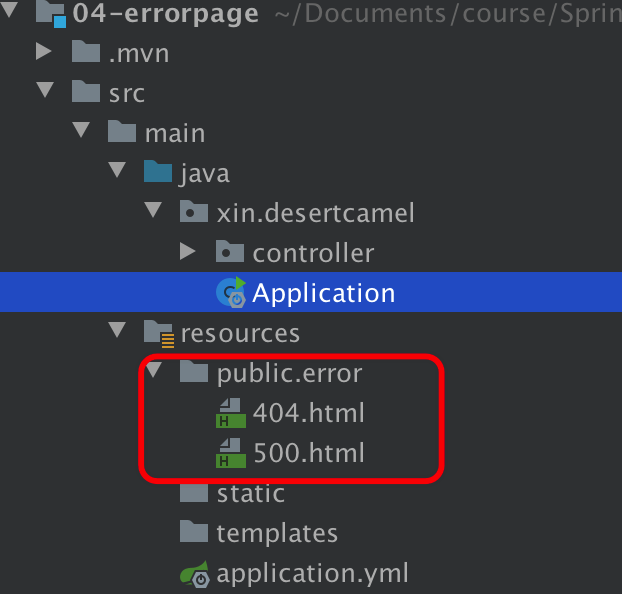 04-errorpage ~/Documents/course/Sprin
.mvn
src
main
java
xin.desertcamel
controller
Application
resources
public.error
404.html
500.html
static
templates
application.yml